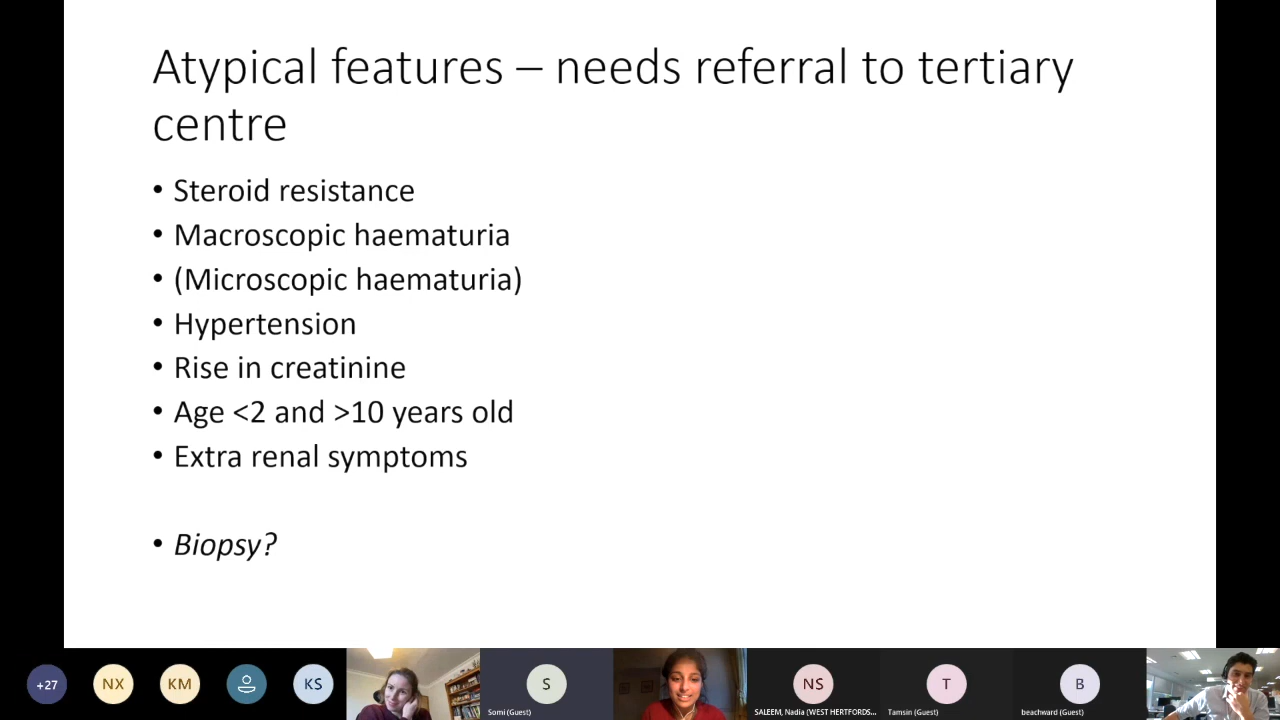 Atypical features – needs referral to tertiary
centre
• Steroid resistance
• Macroscopic haematuria
• (Microscopic haematuria)
• Hypertension
• Rise in creatinine
• Age <2 and >10 years old
• Extra renal symptoms
• Biopsy?
+27
NX
KM
KS
S
Somi (Guest)
NS
SALEEM, Nadia (WEST HERTFORDS...
T
Tamsin (Guest)
B
beachward (Guest)